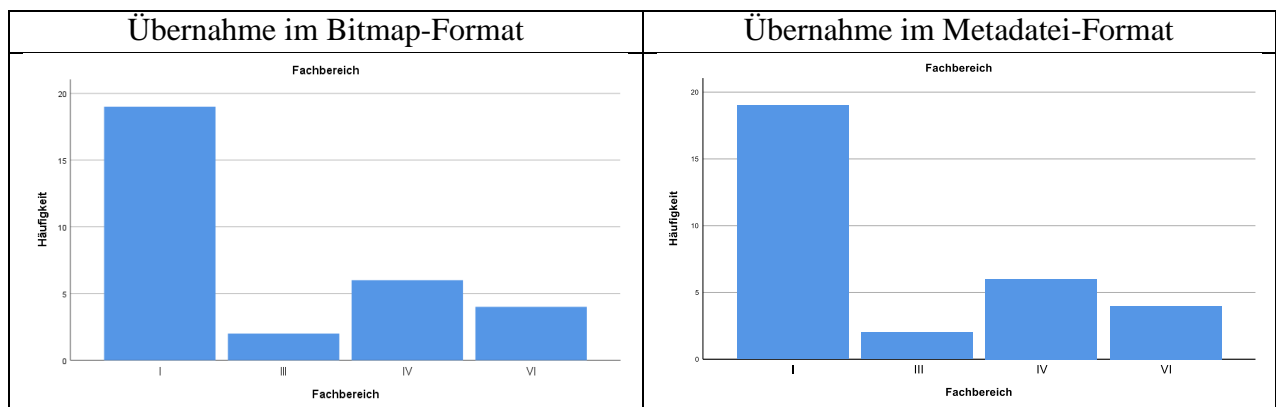 Übernahme im Bitmap-Format
Fachbereich
20
15
10
5
0
Häufigkeit
I III IV VI
Fachbereich
Übernahme im Metadatei-Format
Fachbereich
20
15
10
5
0
Häufigkeit
I III IV VI
Fachbereich